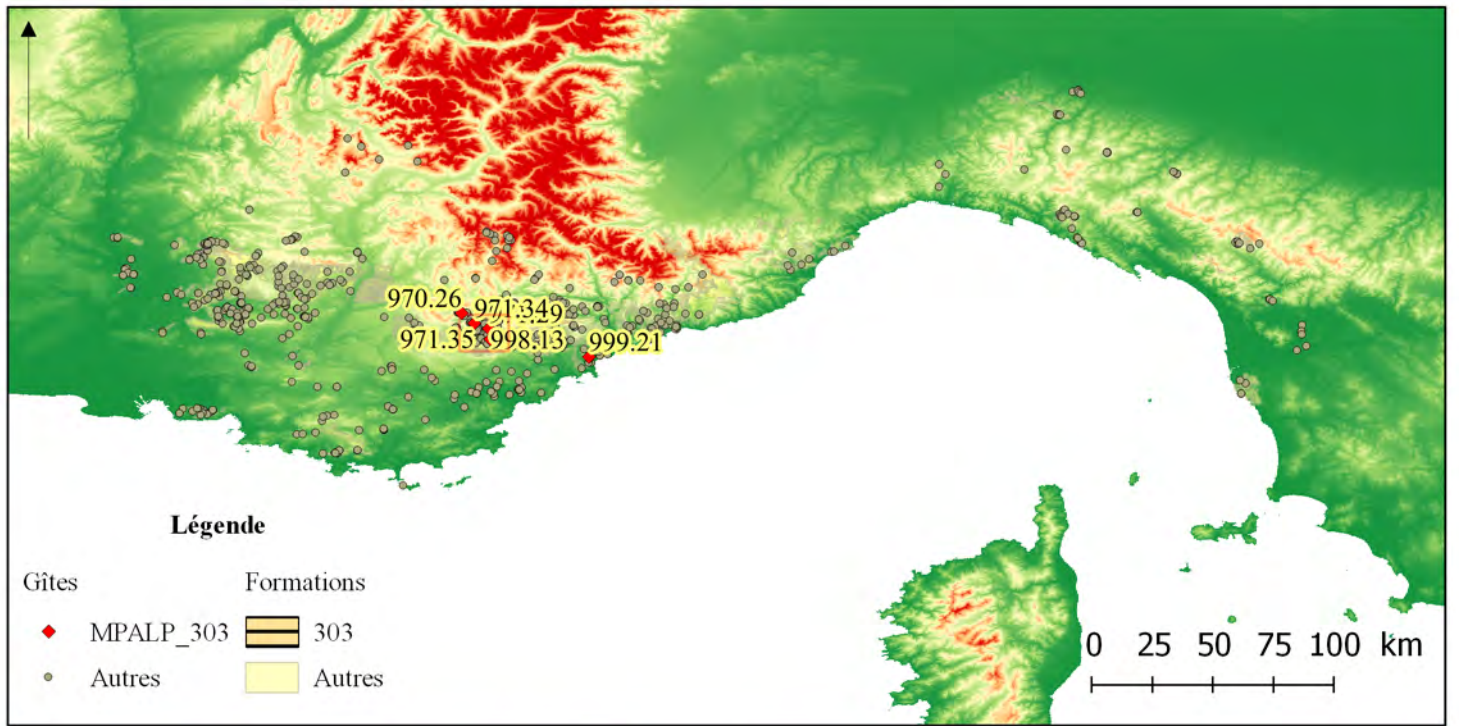 970.26
971.34
971.35
998.13
999.21
Légende
Gîtes
Formations
MPALP_303
303
Autres
Autres
0 25 50 75 100 km